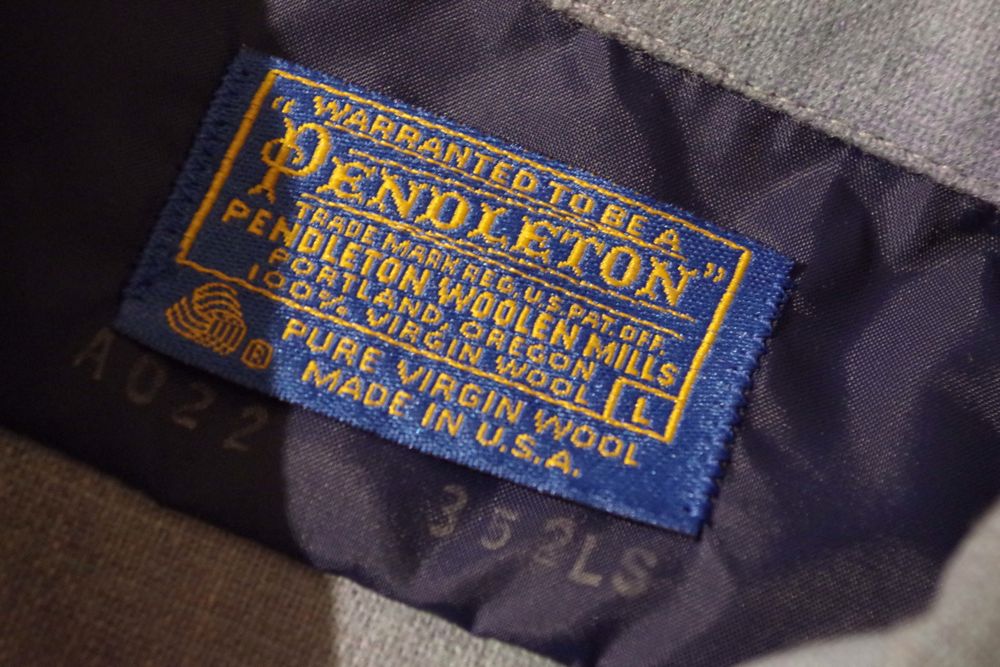 "WARRANTED TO BE A
PENDLETON"
TRADE MARK REG. U.S. PAT. OFF.
PENDLETON WOOLEN MILLS
PORTLAND, OREGON
100% VIRGIN WOOL
L
PURE VIRGIN WOOL
®
MADE IN U.S.A.
A022
352LS